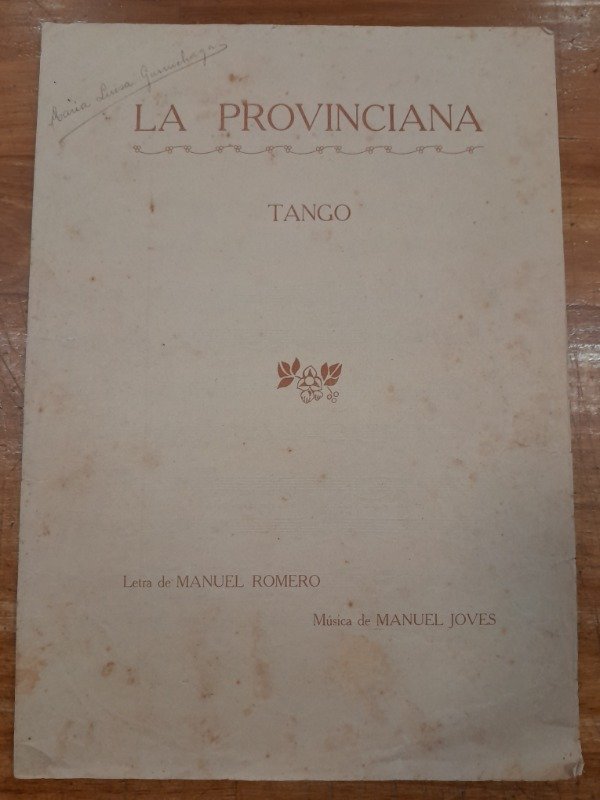 María Luisa
LA PROVINCIANA
TANGO
Letra de MANUEL ROMERO
Música de MANUEL JOVES